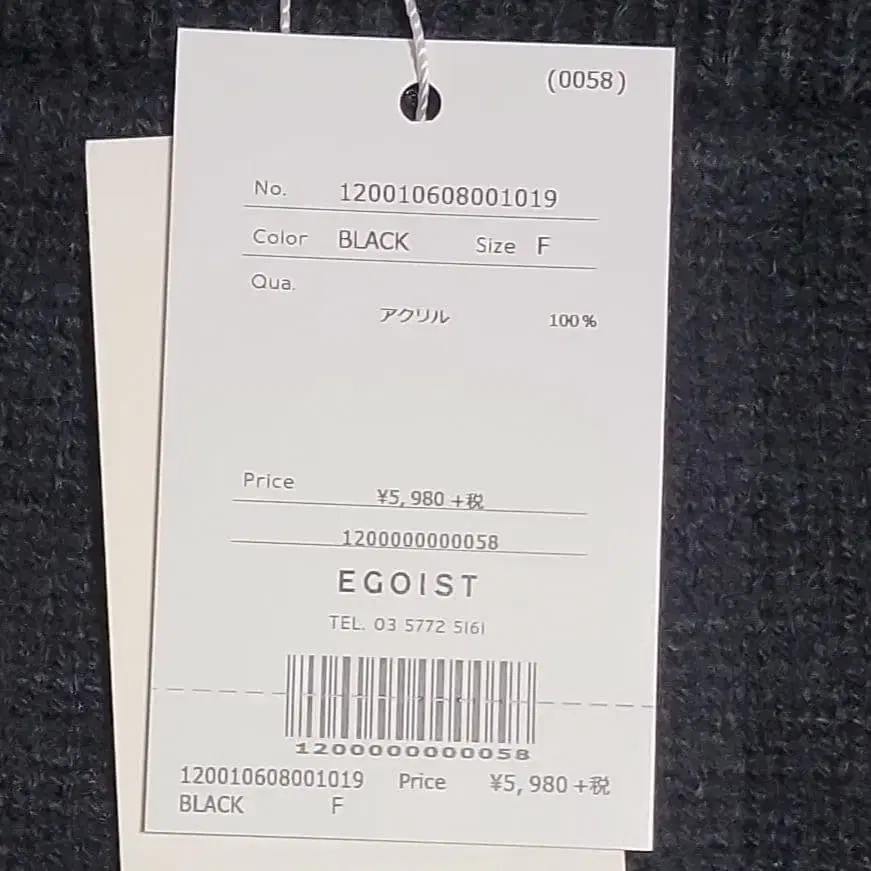 (0058)
No. 120010608001019
Color BLACK Size F
Qua.
アクリル 100%
Price
¥5,980 +税
1200000000058
EGOIST
TEL. 03 5772 5161
1200000000058
120010608001019 Price ¥5,980 +税
BLACK F